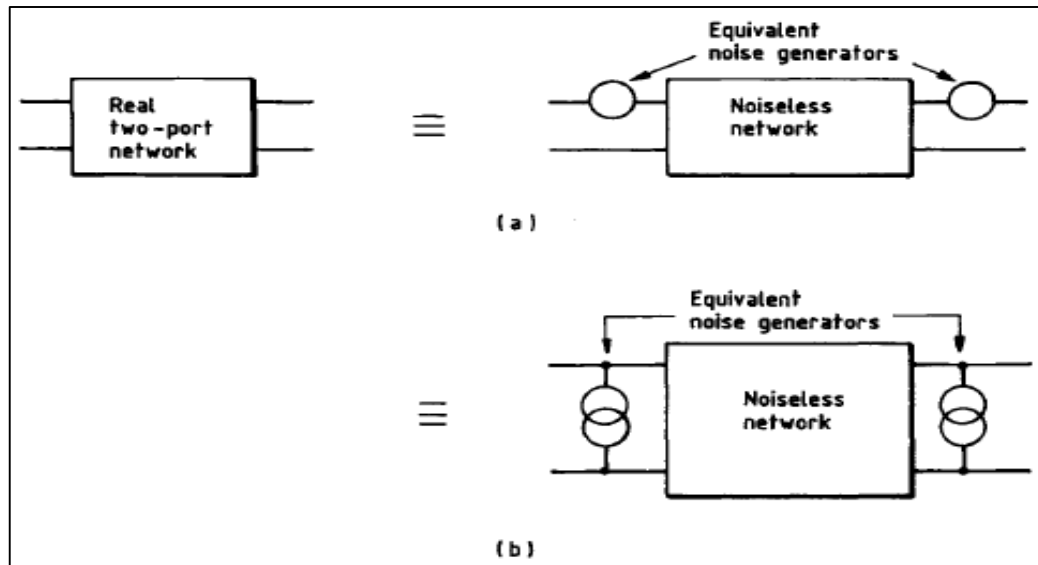 Equivalent
noise generators
Real
two-port
network
≡
Noiseless
network
(a)
Equivalent
noise generators
≡
Noiseless
network
(b)